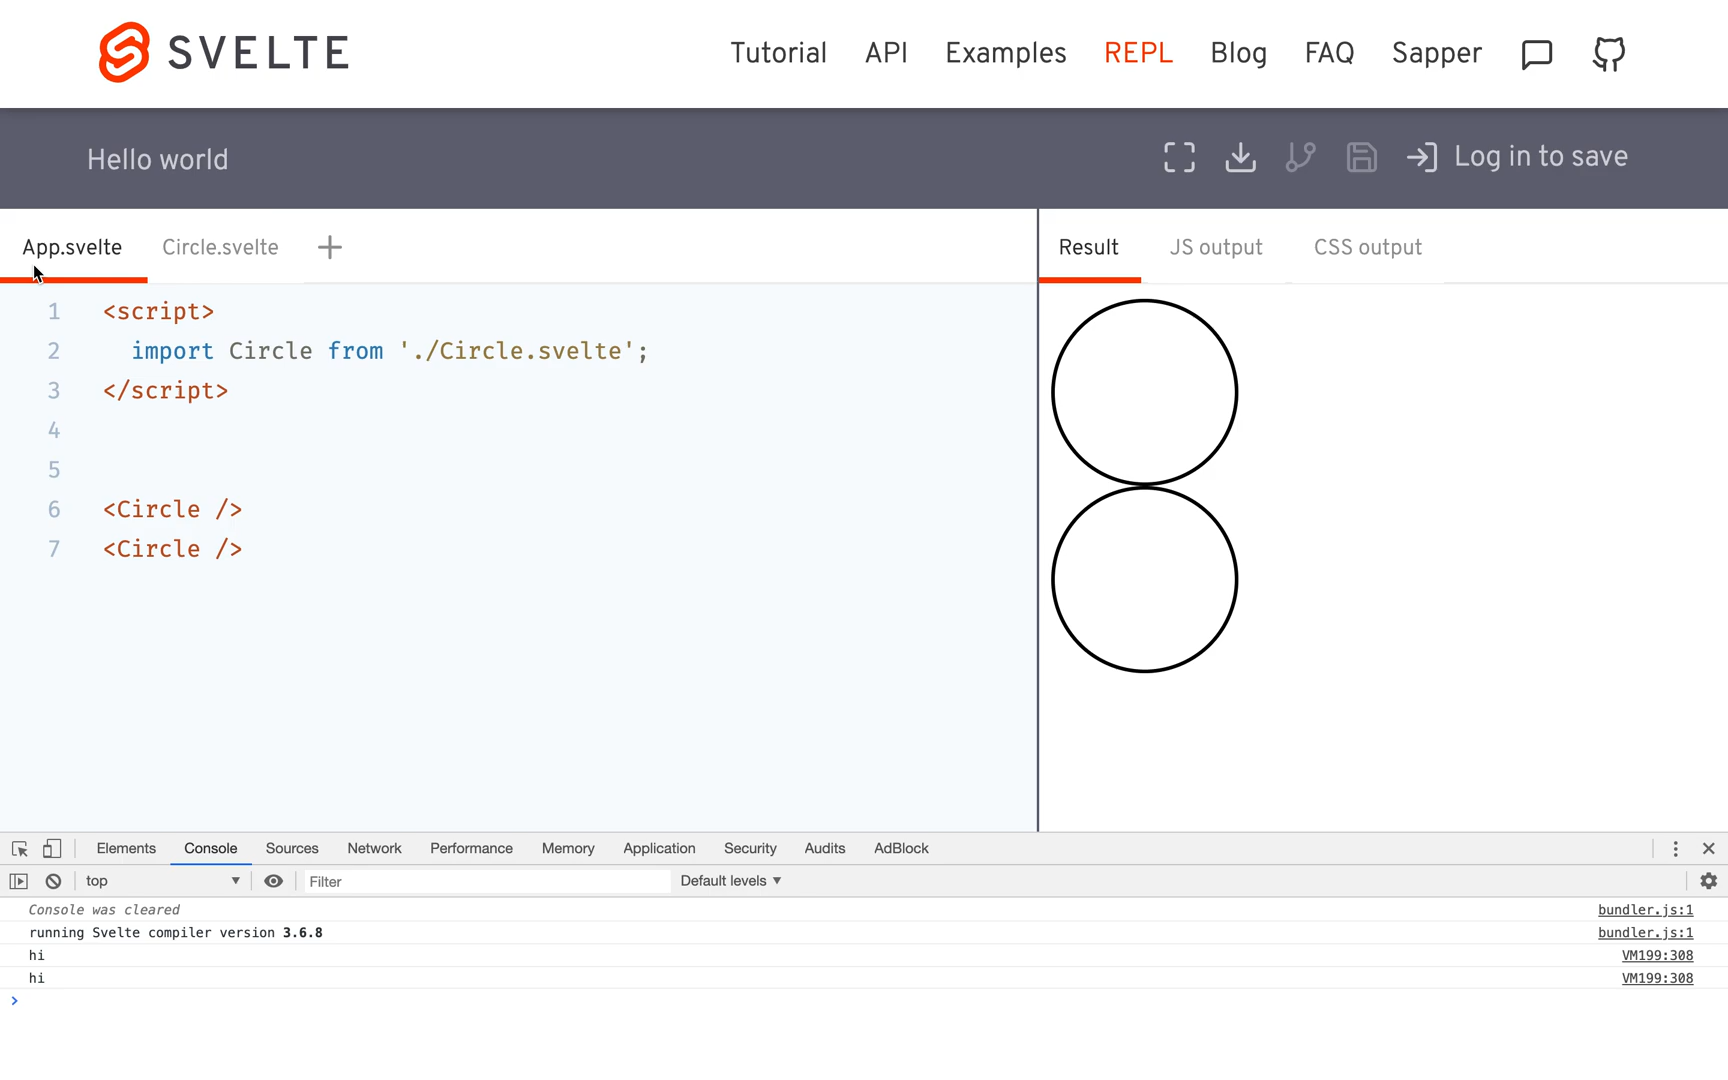 SVELTE
Tutorial API Examples REPL Blog FAQ Sapper
Hello world
Log in to save
App.svelte Circle.svelte +
Result JS output CSS output
1 <script>
2 import Circle from './Circle.svelte';
3 </script>
4
5
6 <Circle />
7 <Circle />
Elements Console Sources Network Performance Memory Application Security Audits AdBlock
top Filter Default levels
Console was cleared bundler.js:1
running Svelte compiler version 3.6.8 bundler.js:1
hi VM199:308
hi VM199:308